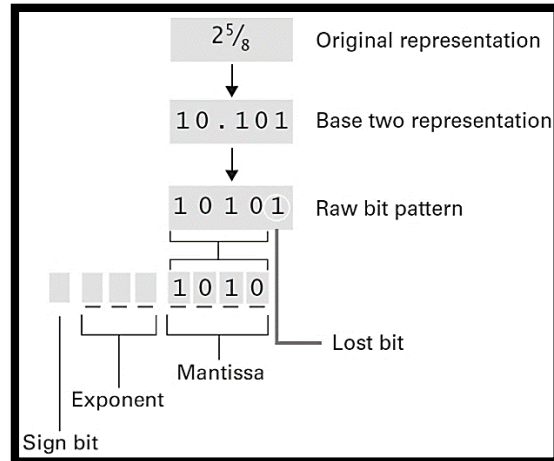 2⅝ Original representation
10.101 Base two representation
10101 Raw bit pattern
1010
Lost bit
Mantissa
Exponent
Sign bit